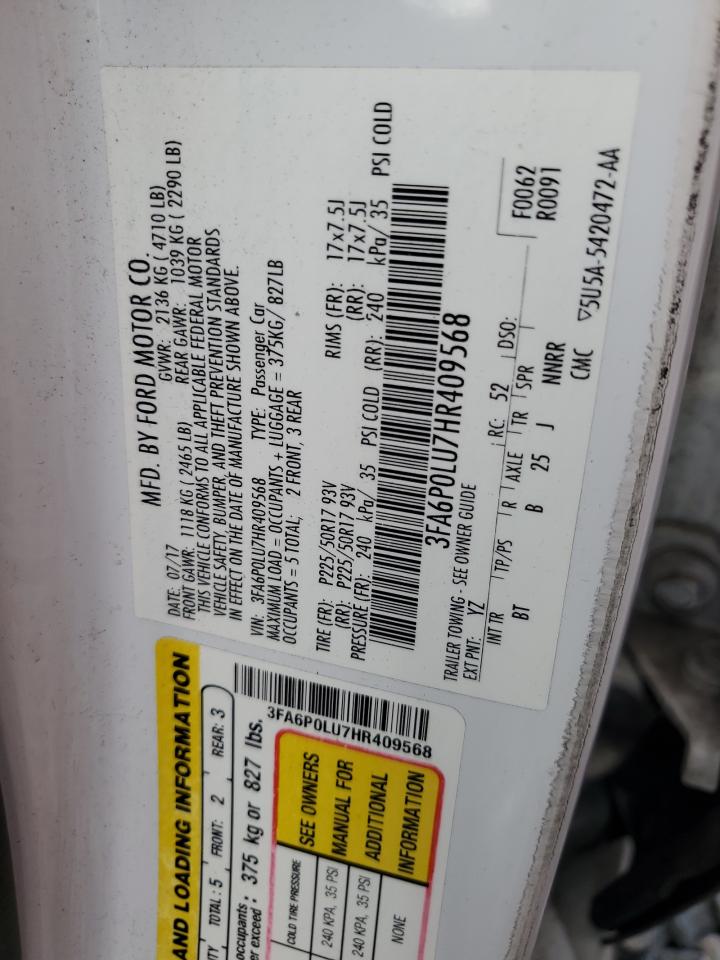 MFD. BY FORD MOTOR CO.
DATE: 07/17 GVWR: 2136 KG ( 4710 LB)
FRONT GAWR: 1118 KG ( 2465 LB) REAR GAWR: 1039 KG ( 2290 LB)
THIS VEHICLE CONFORMS TO ALL APPLICABLE FEDERAL MOTOR
VEHICLE SAFETY, BUMPER, AND THEFT PREVENTION STANDARDS
IN EFFECT ON THE DATE OF MANUFACTURE SHOWN ABOVE.
VIN: 3FA6P0LU7HR409568 TYPE: Passenger Car
MAXIMUM LOAD = OCCUPANTS + LUGGAGE = 375KG/ 827LB
OCCUPANTS = 5 TOTAL; 2 FRONT, 3 REAR
TIRE (FR): P225/50R17 93V RIMS (FR): 17x7.5J
(RR): P225/50R17 93V (RR): 17x7.5J
PRESSURE (FR): 240 kPa/ 35 PSI COLD (RR): 240 kPa/ 35 PSI COLD
3FA6P0LU7HR409568
TRAILER TOWING - SEE OWNER GUIDE
EXT PNT: YZ RC: 52 DSO: F0062
R0091
INT TR TP/PS R AXLE TR SPR
BT B 25 J NNRR
CMC ▽5U5A-5420472-AA
AND LOADING INFORMATION
TOTAL : 5 FRONT: 2 REAR: 3
occupants : 375 kg or 827 lbs.
er exceed
3FA6P0LU7HR409568
COLD TIRE PRESSURE
240 KPA, 35 PSI
240 KPA, 35 PSI
NONE
SEE OWNERS
MANUAL FOR
ADDITIONAL
INFORMATION